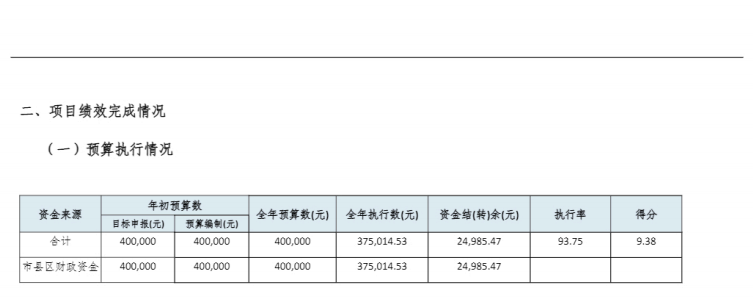 二、项目绩效完成情况
（一）预算执行情况
资金来源 年初预算数 全年预算数(元) 全年执行数(元) 资金结(转)余(元) 执行率 得分
目标申报(元) 预算编制(元)
合计 400,000 400,000 400,000 375,014.53 24,985.47 93.75 9.38
市县区财政资金 400,000 400,000 400,000 375,014.53 24,985.47